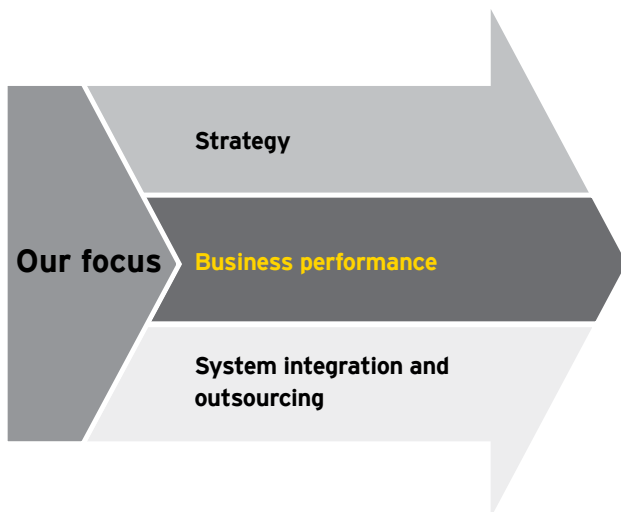 Strategy
Our focus
Business performance
System integration and
outsourcing